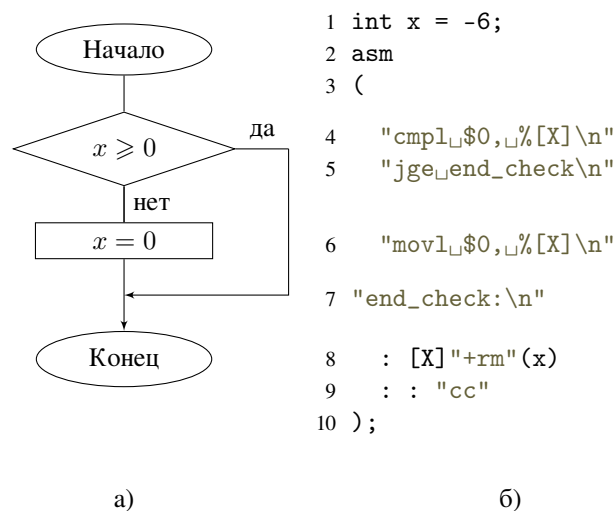 Начало
x ⩾ 0
да
нет
x = 0
Конец
а)
1 int x = -6;
2 asm
3 (
4 "cmpl␣$0,␣%[X]\n"
5 "jge␣end_check\n"
6 "movl␣$0,␣%[X]\n"
7 "end_check:\n"
8 : [X]"+rm"(x)
9 : : "cc"
10 );
б)